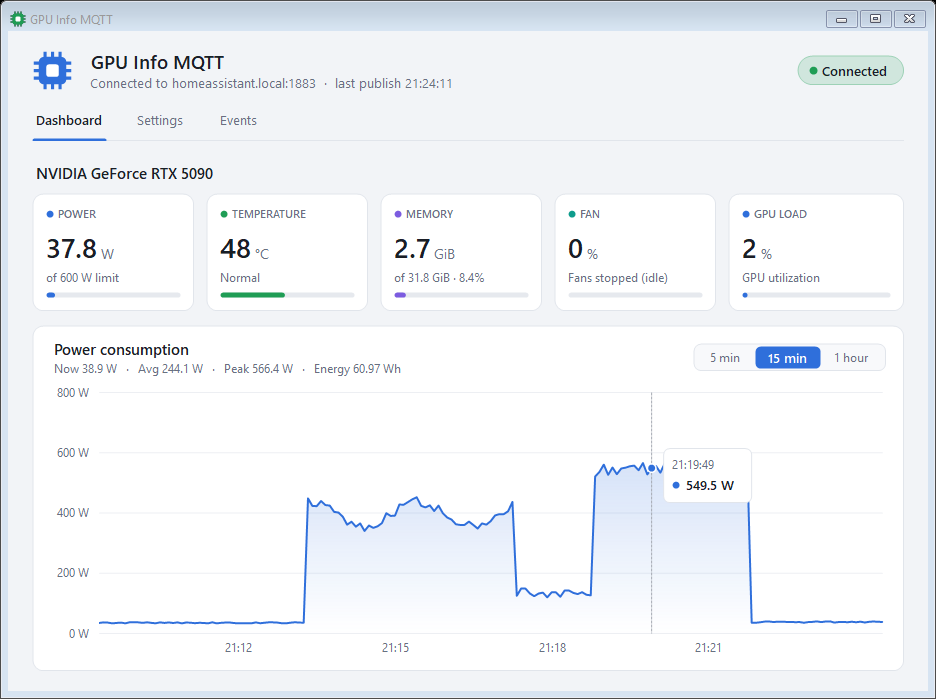 GPU Info MQTT
GPU Info MQTT
Connected to homeassistant.local:1883 · last publish 21:24:11
Connected
Dashboard Settings Events
NVIDIA GeForce RTX 5090
POWER
37.8 W
of 600 W limit
TEMPERATURE
48 °C
Normal
MEMORY
2.7 GiB
of 31.8 GiB · 8.4%
FAN
0 %
Fans stopped (idle)
GPU LOAD
2 %
GPU utilization
Power consumption
Now 38.9 W · Avg 244.1 W · Peak 566.4 W · Energy 60.97 Wh
5 min 15 min 1 hour
800 W
600 W
400 W
200 W
0 W
21:19:49
549.5 W
21:12 21:15 21:18 21:21